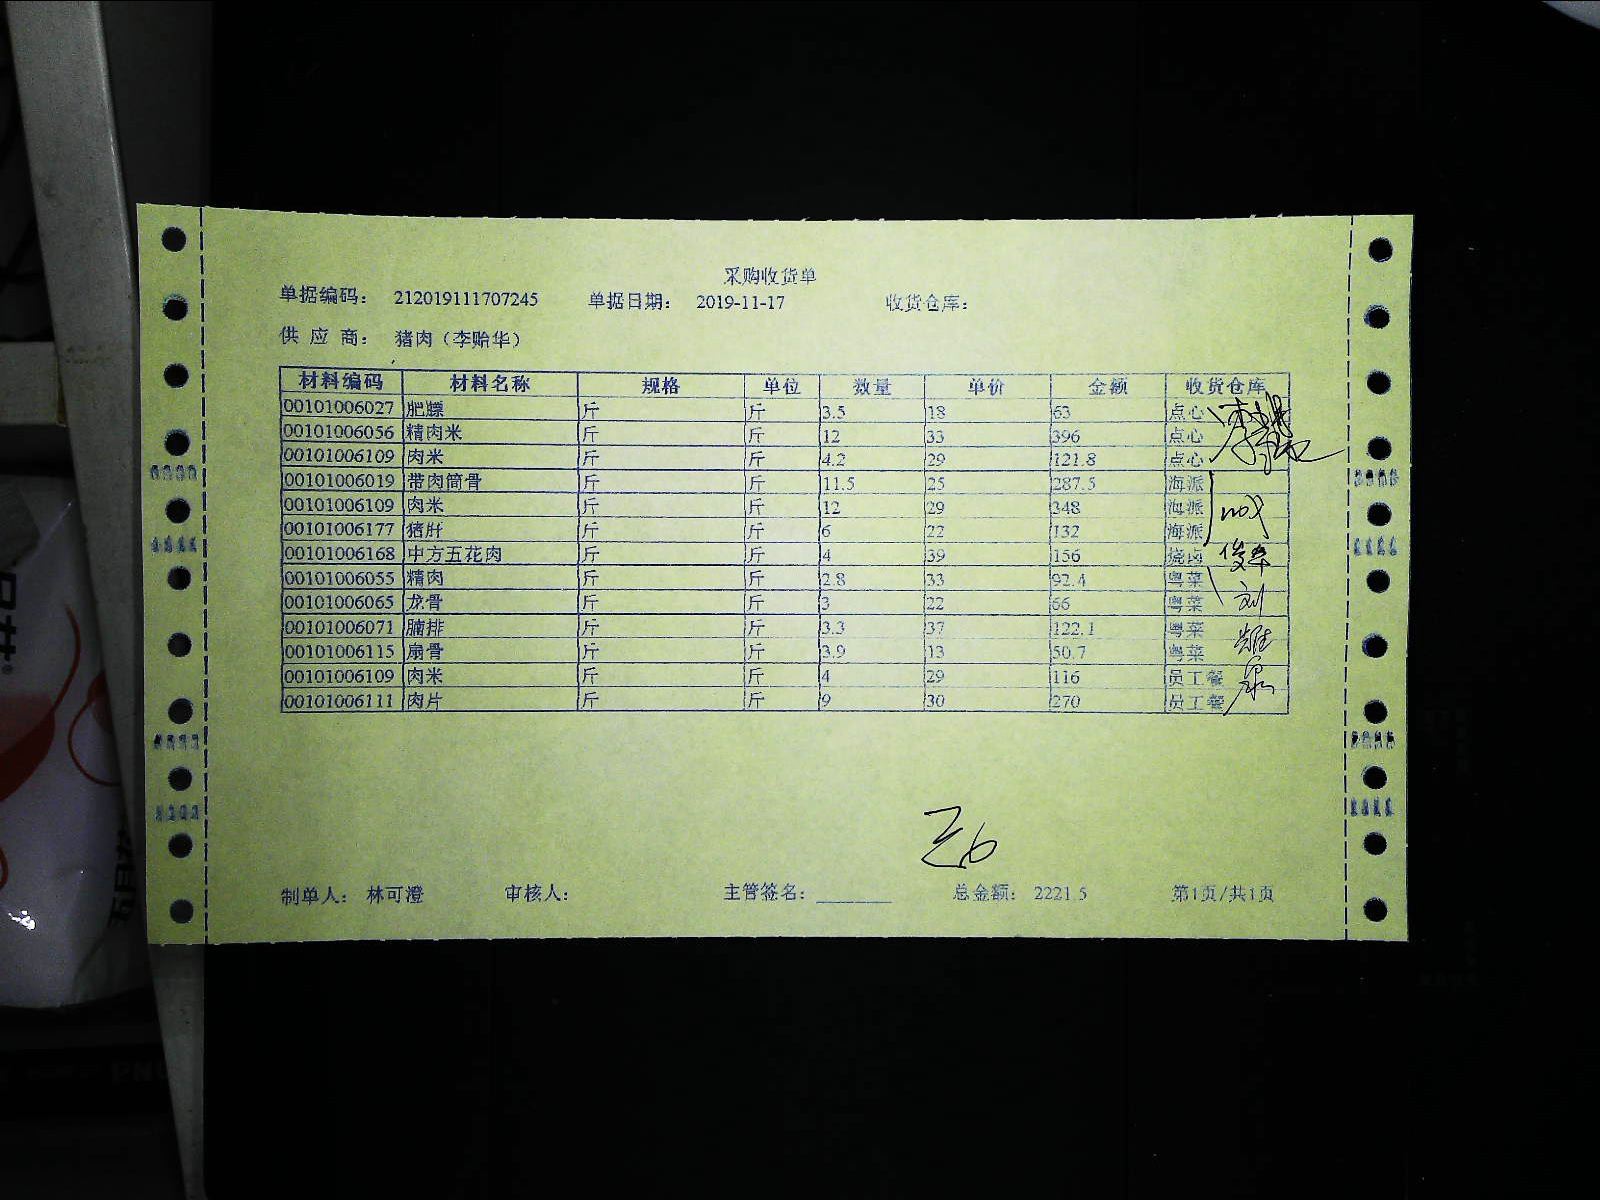 采购收货单
单据编码: 212019111707245 单据日期: 2019-11-17 收货仓库:
供 应 商: 猪肉（李贻华）
材料编码 材料名称 规格 单位 数量 单价 金额 收货仓库
00101006027 肥膘 斤 斤 3.5 18 63 点心
00101006056 精肉米 斤 斤 12 33 396 点心
00101006109 肉米 斤 斤 4.2 29 121.8 点心
00101006019 带肉筒骨 斤 斤 11.5 25 287.5 海派
00101006109 肉米 斤 斤 12 29 348 海派
00101006177 猪肝 斤 斤 6 22 132 海派
00101006168 中方五花肉 斤 斤 4 39 156 烧卤
00101006055 精肉 斤 斤 2.8 33 92.4 粤菜
00101006065 龙骨 斤 斤 3 22 66 粤菜 刘
00101006071 腩排 斤 斤 3.3 37 122.1 粤菜
00101006115 扇骨 斤 斤 3.9 13 50.7 粤菜
00101006109 肉米 斤 斤 4 29 116 员工餐
00101006111 肉片 斤 斤 9 30 270 员工餐
制单人: 林可澄 审核人: 主管签名: 总金额: 2221.5 第1页/共1页